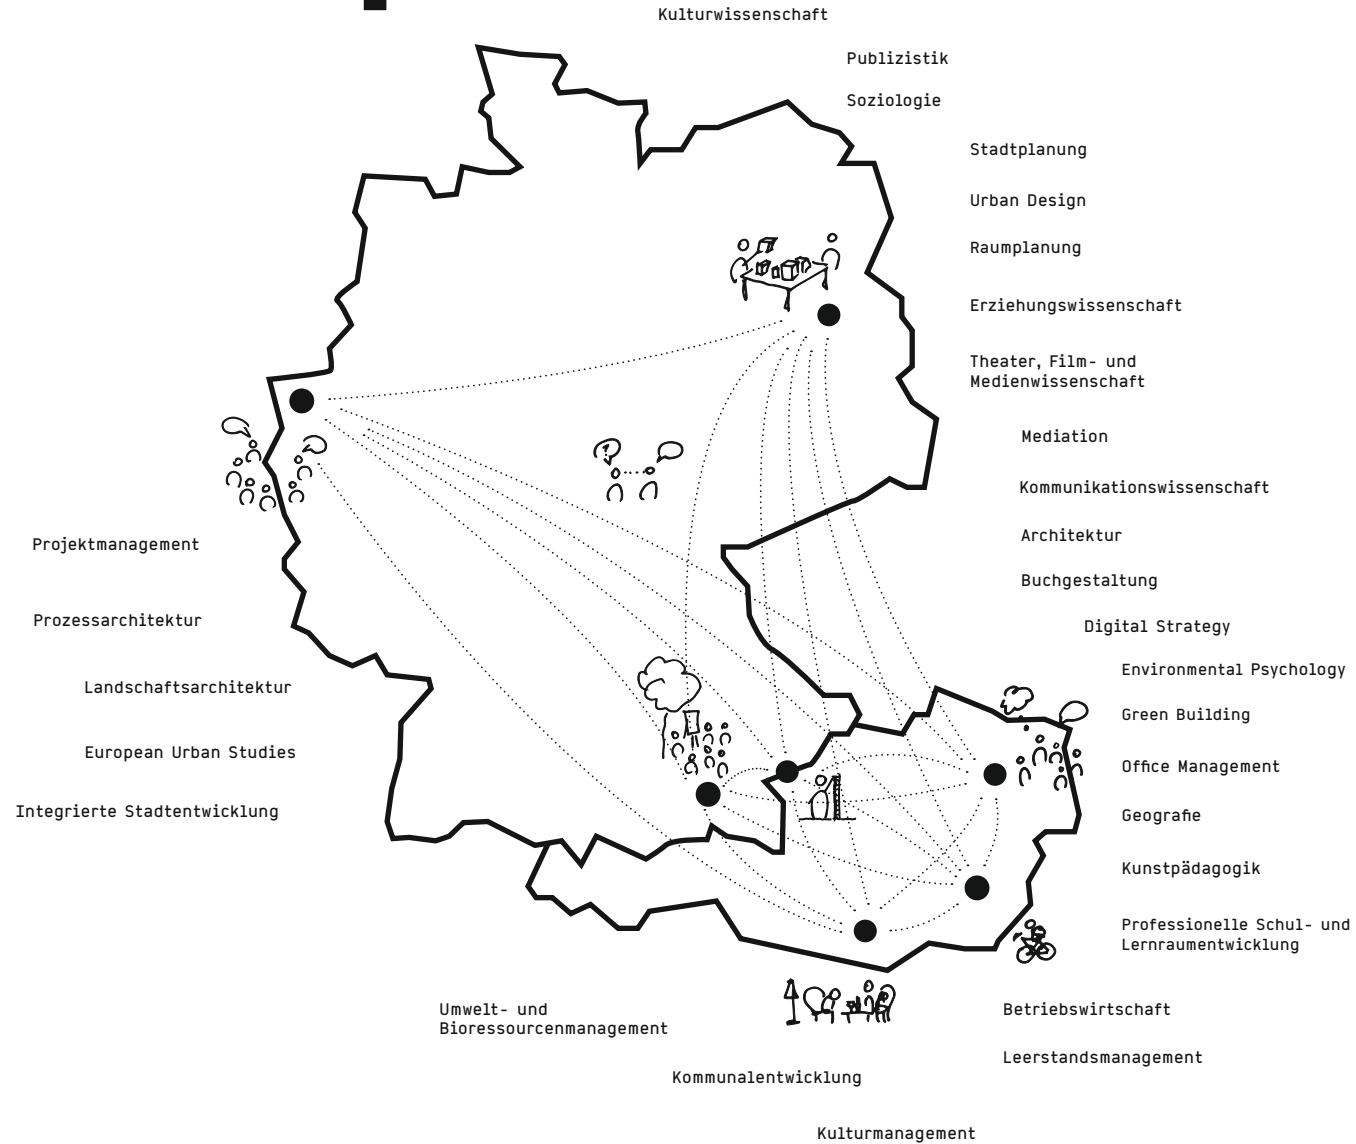 Kulturwissenschaft
Publizistik
Soziologie
Stadtplanung
Urban Design
Raumplanung
Erziehungswissenschaft
Theater, Film- und
Medienwissenschaft
Mediation
Kommunikationswissenschaft
Architektur
Buchgestaltung
Digital Strategy
Environmental Psychology
Green Building
Office Management
Geografie
Kunstpädagogik
Professionelle Schul- und
Lernraumentwicklung
Betriebswirtschaft
Leerstandsmanagement
Kulturmanagement
Kommunalentwicklung
Umwelt- und
Bioressourcenmanagement
Integrierte Stadtentwicklung
European Urban Studies
Landschaftsarchitektur
Prozessarchitektur
Projektmanagement
?